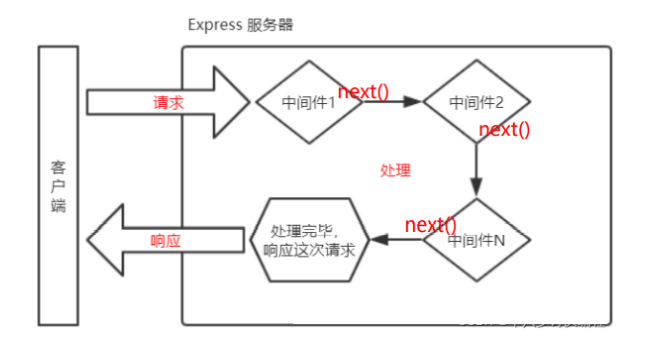 Express 服务器
客户端
请求
中间件1
next()
中间件2
next()
处理
中间件N
next()
处理完毕,
响应这次请求
响应